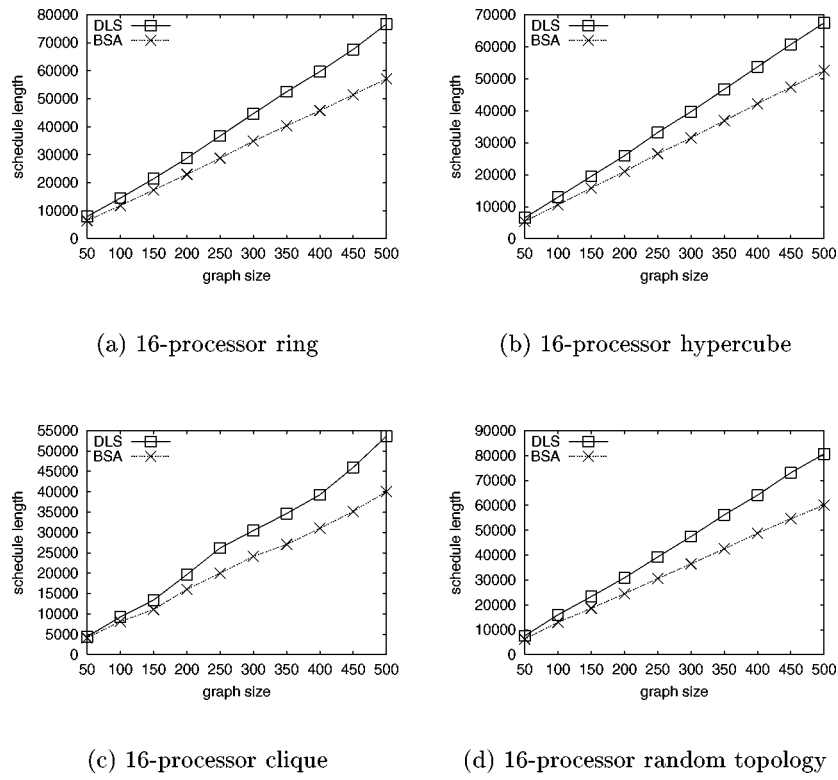 80000
70000
60000
50000
40000
30000
20000
10000
0
schedule length
DLS
BSA
50 100 150 200 250 300 350 400 450 500
graph size
(a) 16-processor ring
70000
60000
50000
40000
30000
20000
10000
0
schedule length
DLS
BSA
50 100 150 200 250 300 350 400 450 500
graph size
(b) 16-processor hypercube
55000
50000
45000
40000
35000
30000
25000
20000
15000
10000
5000
0
schedule length
DLS
BSA
50 100 150 200 250 300 350 400 450 500
graph size
(c) 16-processor clique
90000
80000
70000
60000
50000
40000
30000
20000
10000
0
schedule length
DLS
BSA
50 100 150 200 250 300 350 400 450 500
graph size
(d) 16-processor random topology